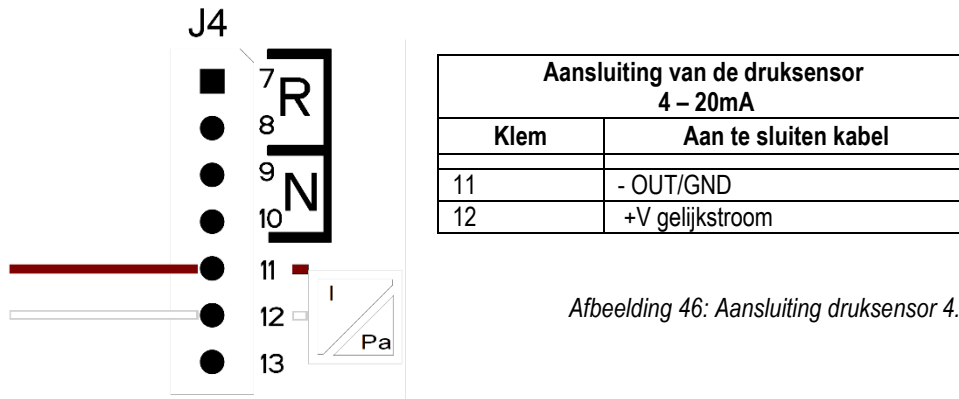 J4
7
R
8
9
N
10
11
12
13
I
Pa
Aansluiting van de druksensor
4 – 20mA
Klem Aan te sluiten kabel
11 - OUT/GND
12 +V gelijkstroom
Afbeelding 46: Aansluiting druksensor 4.